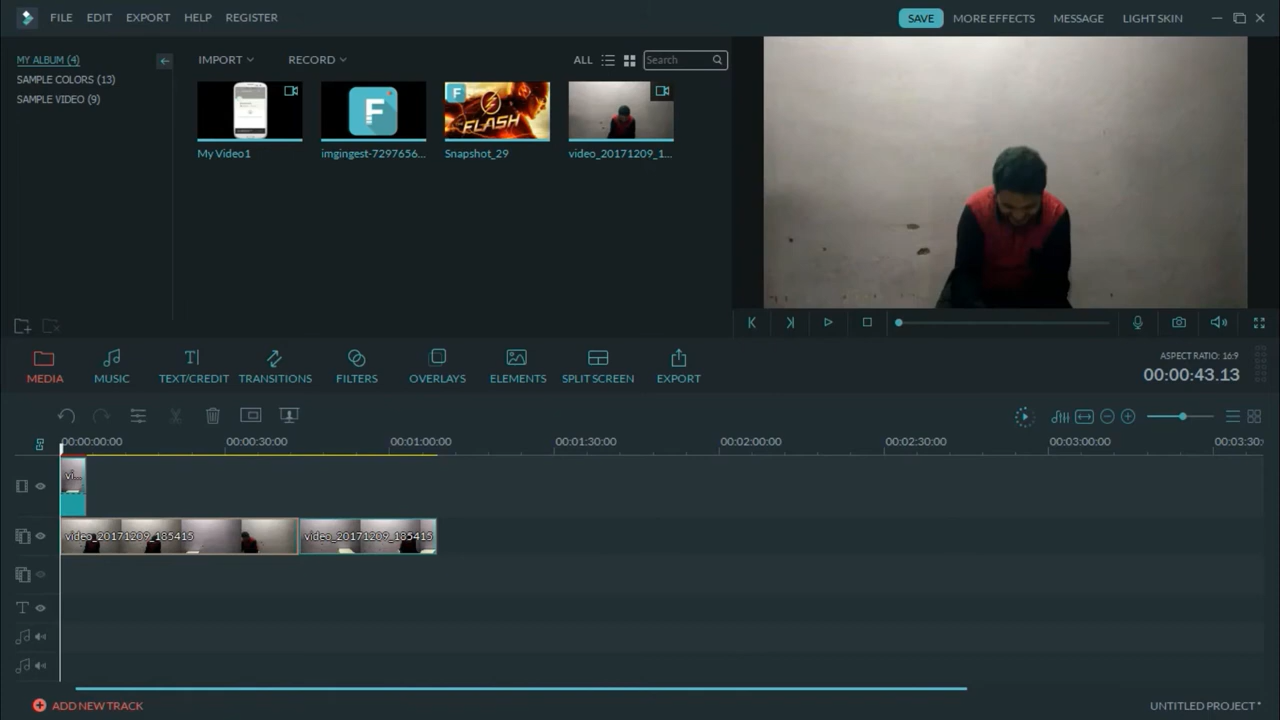 FILE EDIT EXPORT HELP REGISTER SAVE MORE EFFECTS MESSAGE LIGHT SKIN
MY ALBUM (4)
SAMPLE COLORS (13)
SAMPLE VIDEO (9)
IMPORT RECORD ALL Search
F
F FLASH
My Video1 imgingest-7297656... Snapshot_29 video_20171209_1...
MEDIA MUSIC TEXT/CREDIT TRANSITIONS FILTERS OVERLAYS ELEMENTS SPLIT SCREEN EXPORT
ASPECT RATIO: 16:9
00:00:43.13
00:00:00:00 00:00:30:00 00:01:00:00 00:01:30:00 00:02:00:00 00:02:30:00 00:03:00:00 00:03:30:
vi...
video_20171209_185415 video_20171209_185415
ADD NEW TRACK UNTITLED PROJECT *